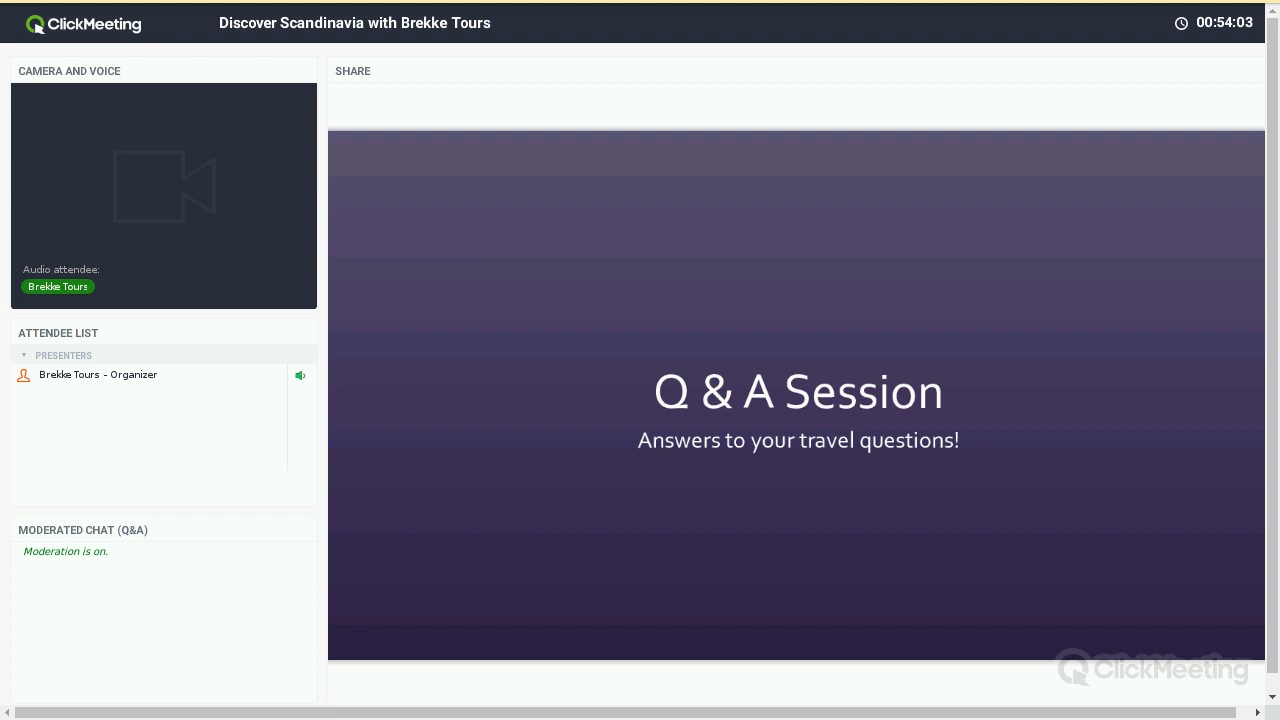 ClickMeeting
Discover Scandinavia with Brekke Tours
00:54:03
CAMERA AND VOICE
Audio attendee:
Brekke Tours
ATTENDEE LIST
PRESENTERS
Brekke Tours - Organizer
MODERATED CHAT (Q&A)
Moderation is on.
SHARE
Q & A Session
Answers to your travel questions!
ClickMeeting